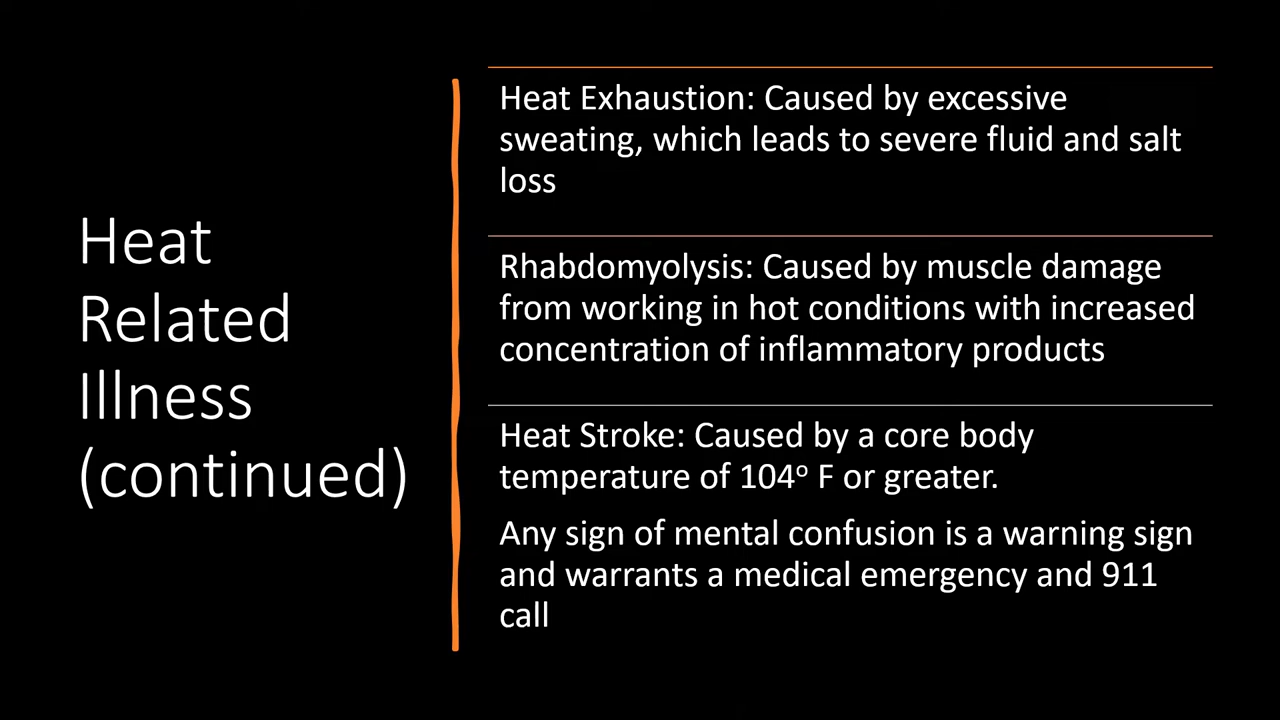 Heat
Related
Illness
(continued)
Heat Exhaustion: Caused by excessive
sweating, which leads to severe fluid and salt
loss
Rhabdomyolysis: Caused by muscle damage
from working in hot conditions with increased
concentration of inflammatory products
Heat Stroke: Caused by a core body
temperature of 104º F or greater.
Any sign of mental confusion is a warning sign
and warrants a medical emergency and 911
call